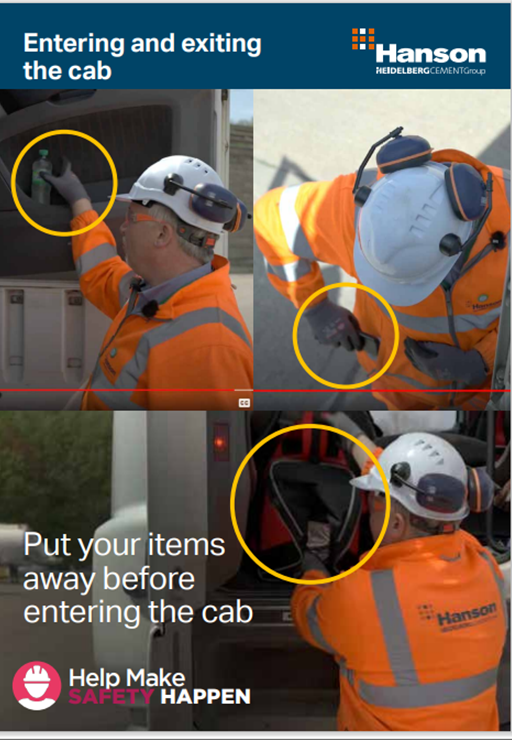 Entering and exiting
the cab
Hanson
HEIDELBERGCEMENTGroup
CC
Put your items
away before
entering the cab
Hanson
Help Make
SAFETY HAPPEN